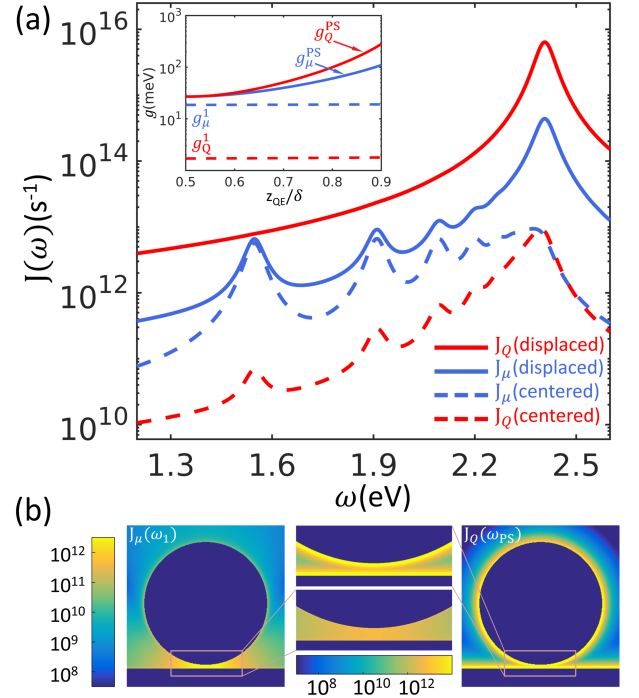 (a)
10^16
10^14
10^12
10^10
J(ω)(s^-1)
10^3
10^2
10^1
g(meV)
g_Q^PS
g_μ^PS
g_μ^1
g_Q^1
0.5 0.6 0.7 0.8 0.9
z_QE/δ
J_Q(displaced)
J_μ(displaced)
J_μ(centered)
J_Q(centered)
1.3 1.6 1.9 2.2 2.5
ω(eV)
(b)
J_μ(ω_1)
J_Q(ω_PS)
10^12
10^11
10^10
10^9
10^8
10^8 10^10 10^12